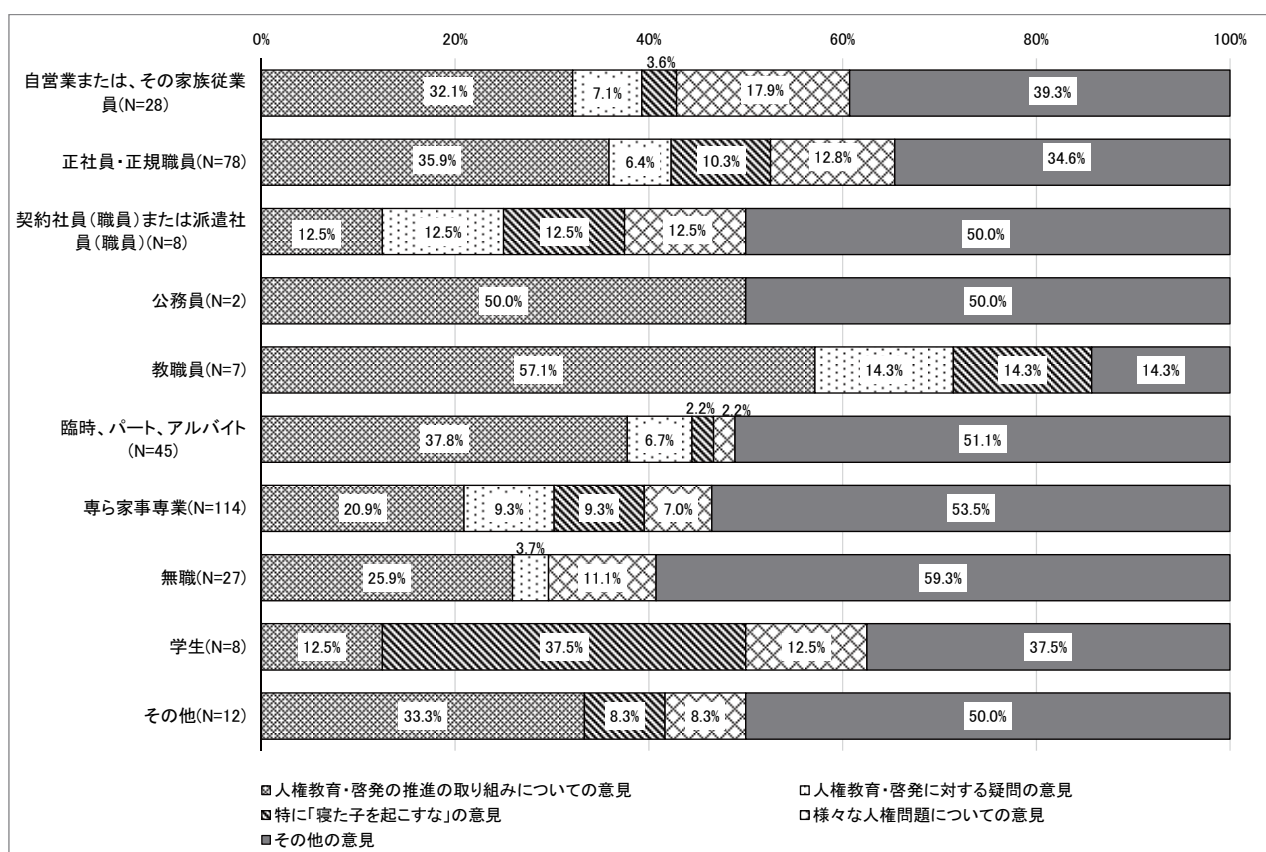 0% 20% 40% 60% 80% 100%
自営業または、その家族従業
員(N=28)
32.1% 7.1% 3.6% 17.9% 39.3%
正社員・正規職員(N=78)
35.9% 6.4% 10.3% 12.8% 34.6%
契約社員(職員)または派遣社
員(職員)(N=8)
12.5% 12.5% 12.5% 12.5% 50.0%
公務員(N=2)
50.0% 50.0%
教職員(N=7)
57.1% 14.3% 14.3% 14.3%
臨時、パート、アルバイト
(N=45)
37.8% 6.7% 2.2% 2.2% 51.1%
専ら家事専業(N=114)
20.9% 9.3% 9.3% 7.0% 53.5%
無職(N=27)
25.9% 3.7% 11.1% 59.3%
学生(N=8)
12.5% 37.5% 12.5% 37.5%
その他(N=12)
33.3% 8.3% 8.3% 50.0%
人権教育・啓発の推進の取り組みについての意見 人権教育・啓発に対する疑問の意見
特に「寝た子を起こすな」の意見 様々な人権問題についての意見
その他の意見